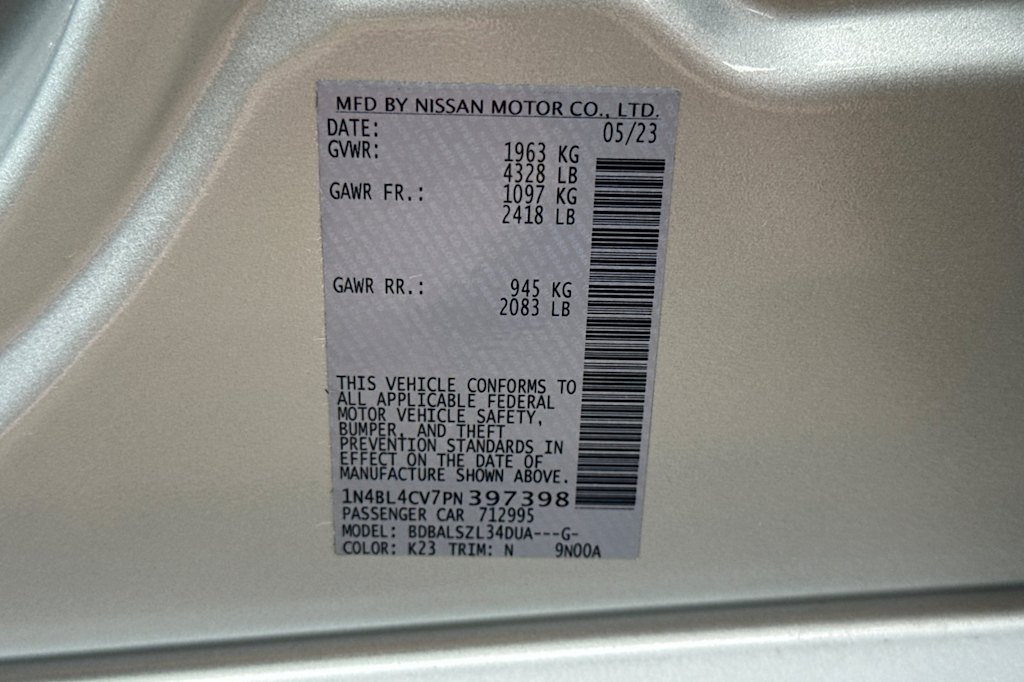 MFD BY NISSAN MOTOR CO., LTD.
DATE: 05/23
GVWR: 1963 KG
4328 LB
GAWR FR.: 1097 KG
2418 LB
GAWR RR.: 945 KG
2083 LB
THIS VEHICLE CONFORMS TO
ALL APPLICABLE FEDERAL
MOTOR VEHICLE SAFETY,
BUMPER, AND THEFT
PREVENTION STANDARDS IN
EFFECT ON THE DATE OF
MANUFACTURE SHOWN ABOVE.
1N4BL4CV7PN397398
PASSENGER CAR 712995
MODEL: BDBALSZL34DUA---G-
COLOR: K23 TRIM: N 9N00A